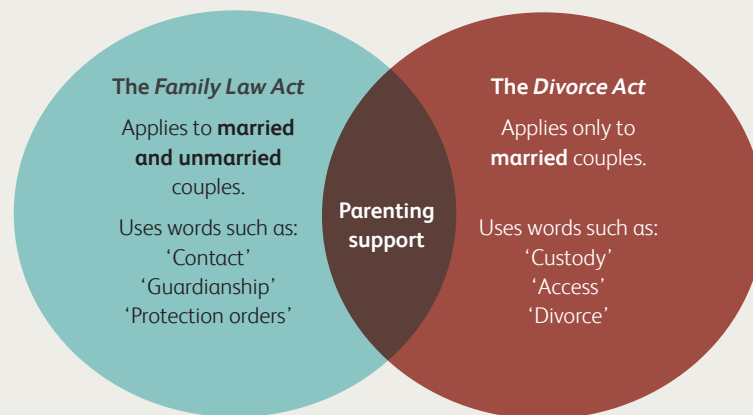 The Family Law Act
Applies to married
and unmarried
couples.
Uses words such as:
‘Contact’
‘Guardianship’
‘Protection orders’
Parenting
support
The Divorce Act
Applies only to
married couples.
Uses words such as:
‘Custody’
‘Access’
‘Divorce’